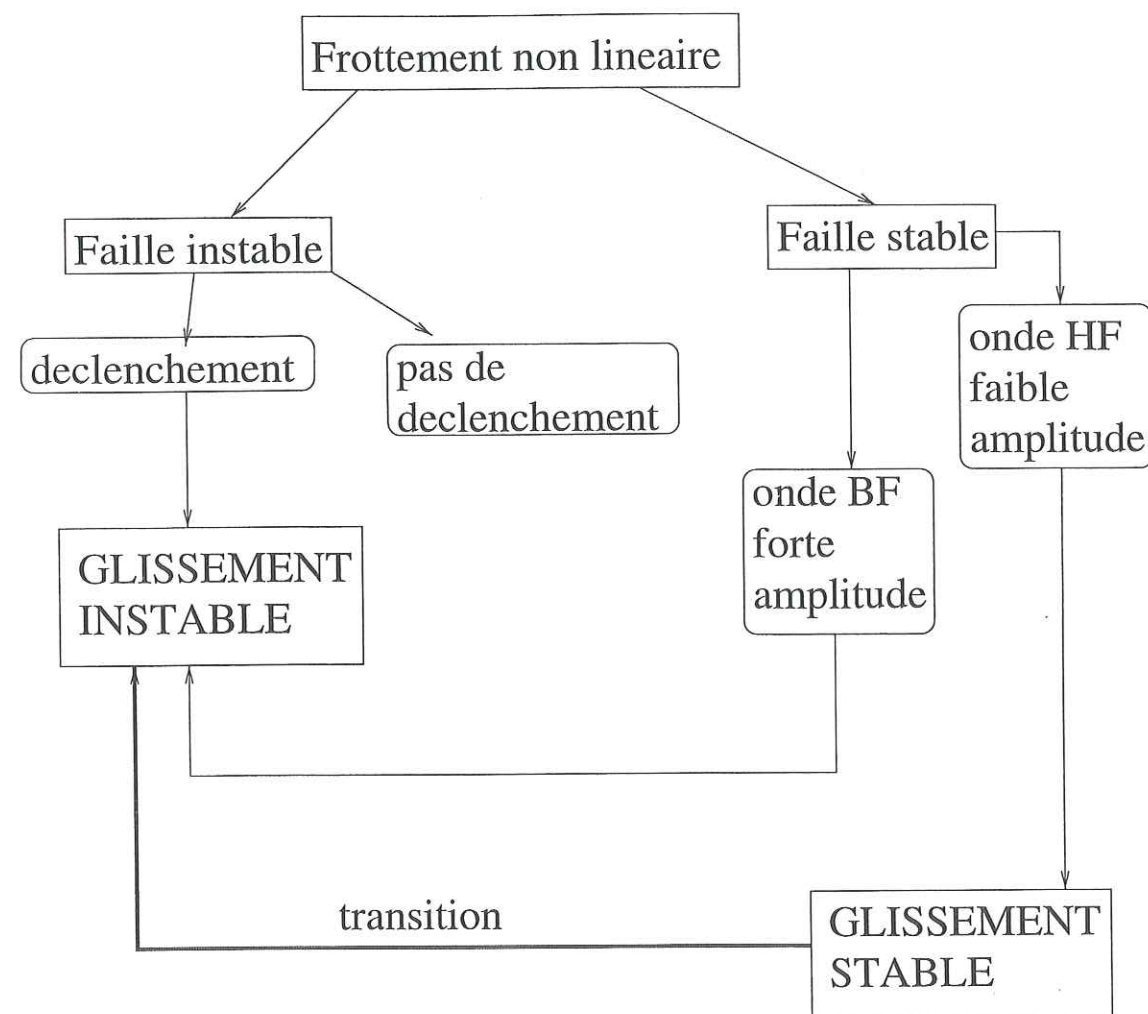 Frottement non lineaire
Faille instable
Faille stable
declenchement
pas de
declenchement
onde HF
faible
amplitude
onde BF
forte
amplitude
GLISSEMENT
INSTABLE
transition
GLISSEMENT
STABLE